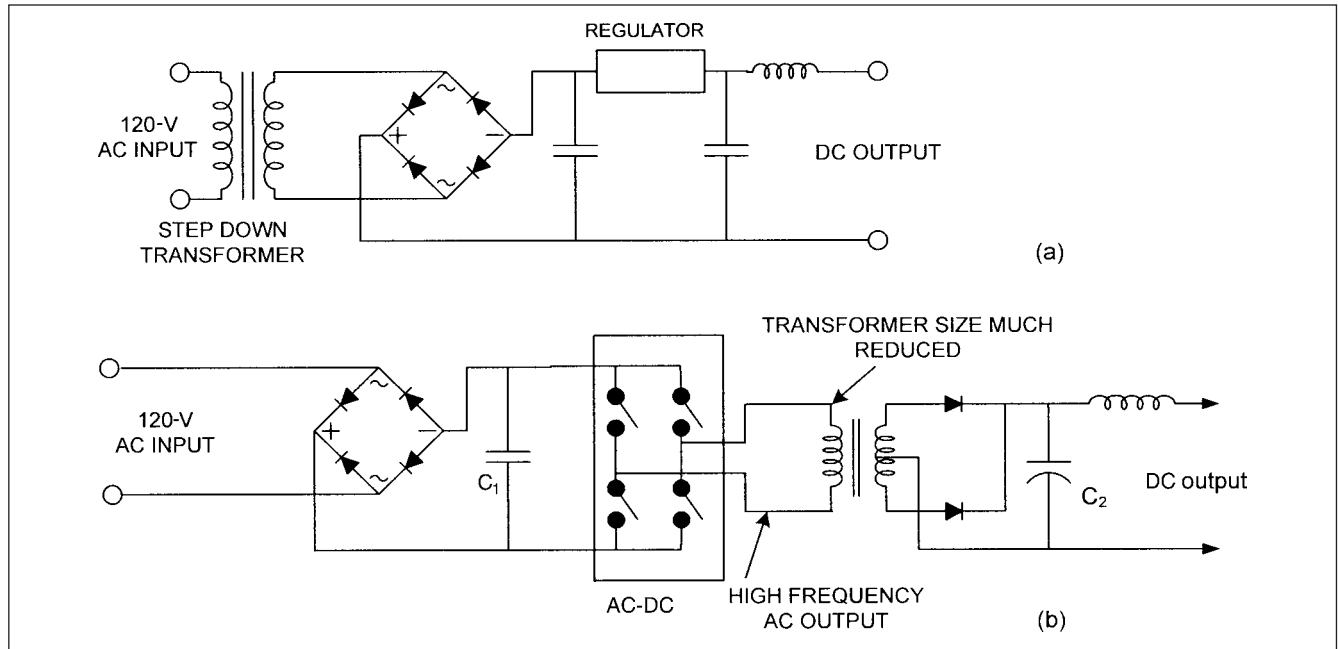 REGULATOR
120-V
AC INPUT
~
+
−
~
DC OUTPUT
STEP DOWN
TRANSFORMER
(a)
TRANSFORMER SIZE MUCH
REDUCED
120-V
AC INPUT
~
+
−
~
C₁
C₂
DC output
AC-DC
HIGH FREQUENCY
AC OUTPUT
(b)